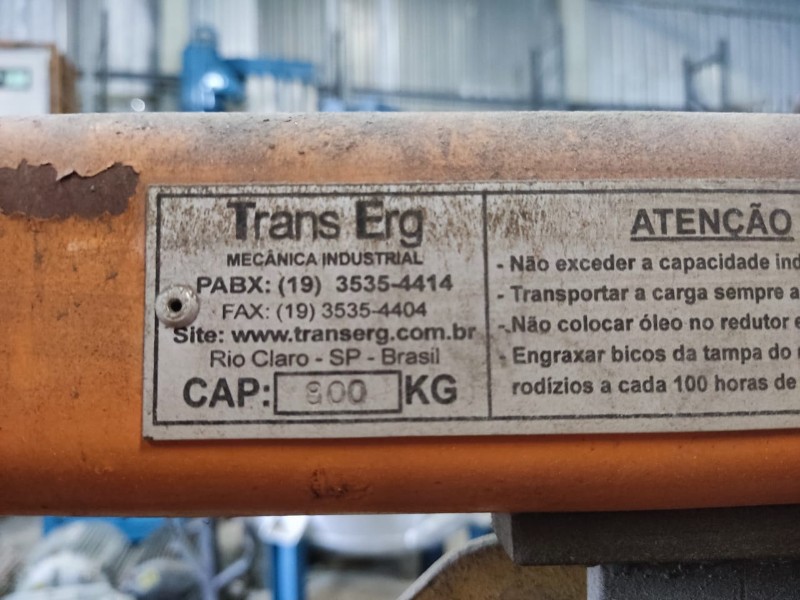 Trans Erg
MECÂNICA INDUSTRIAL
PABX: (19) 3535-4414
FAX: (19) 3535-4404
Site: www.transerg.com.br
Rio Claro - SP - Brasil
CAP: KG
ATENÇÃO
- Não exceder a capacidade
- Transportar a carga sempre
- Não colocar óleo no redutor
- Engraxar bicos da tampa do
rodízios a cada 100 horas de